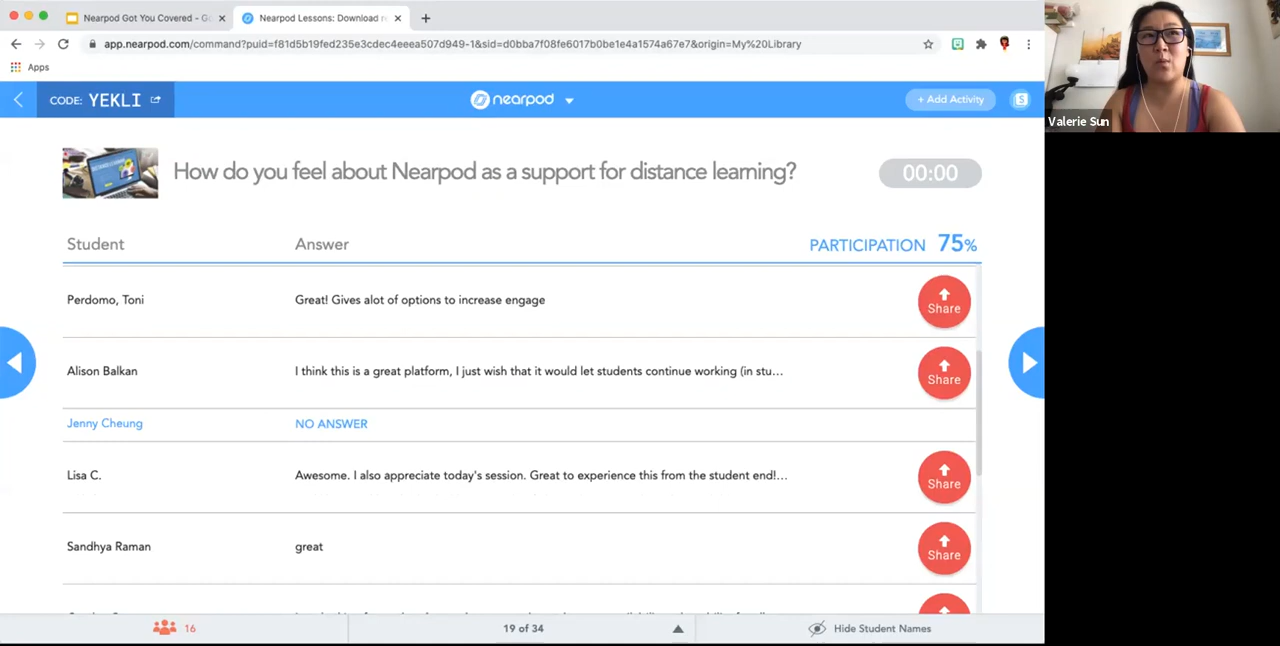 Nearpod Got You Covered - G
Nearpod Lessons: Download r
app.nearpod.com/command?puid=f81d5b19fed235e3cdec4eeea507d949-1&sid=d0bba7f08fe6017b0be1e4a1574a67e7&origin=My%20Library
Apps
CODE: YEKLI
nearpod
+ Add Activity
S
Valerie Sun
How do you feel about Nearpod as a support for distance learning?
00:00
Student Answer PARTICIPATION 75%
Perdomo, Toni Great! Gives alot of options to increase engage Share
Alison Balkan I think this is a great platform, I just wish that it would let students continue working (in stu... Share
Jenny Cheung NO ANSWER
Lisa C. Awesome. I also appreciate today's session. Great to experience this from the student end!... Share
Sandhya Raman great Share
16 19 of 34 Hide Student Names